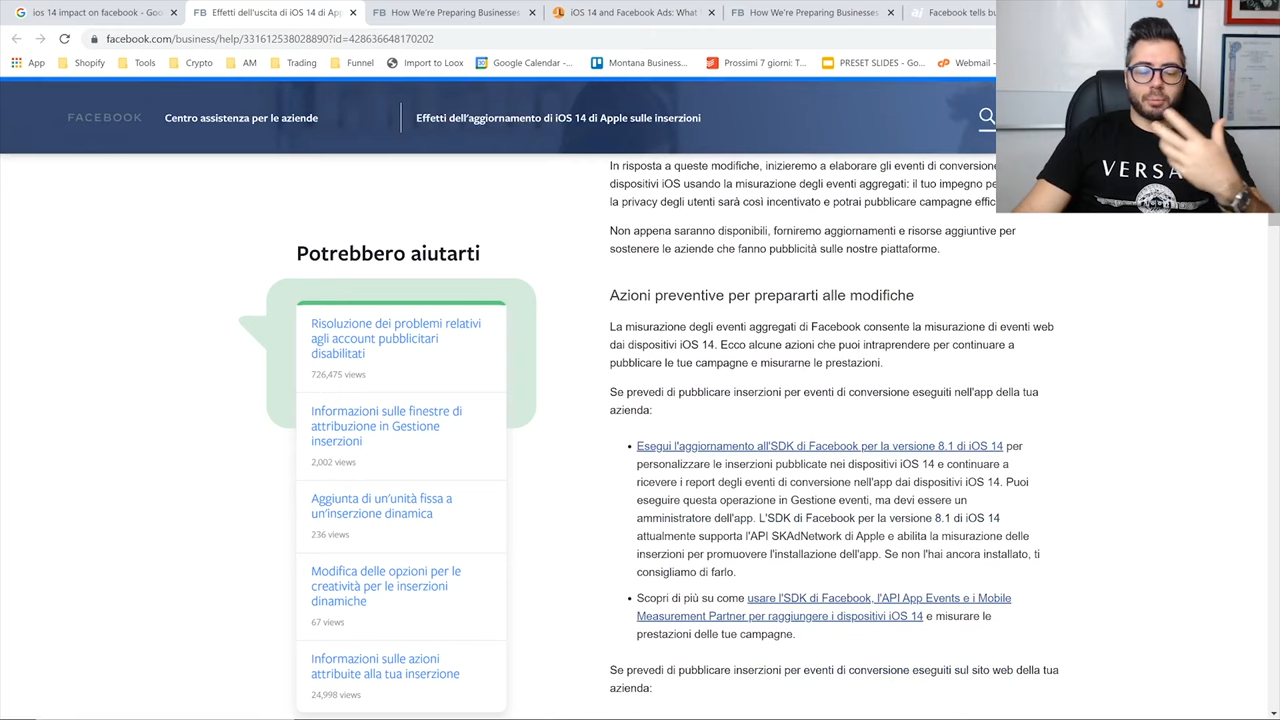 ios 14 impact on facebook - Goo
Effetti dell'uscita di iOS 14 di App
How We're Preparing Businesses
iOS 14 and Facebook Ads: What
How We're Preparing Businesses
Facebook tells bu
facebook.com/business/help/331612538028890?id=428636648170202
App
Shopify
Tools
Crypto
AM
Trading
Funnel
Import to Loox
Google Calendar -...
Montana Business...
Prossimi 7 giorni: T...
PRESET SLIDES - Go...
Webmail -
FACEBOOK
Centro assistenza per le aziende
Effetti dell'aggiornamento di iOS 14 di Apple sulle inserzioni
VERSA
In risposta a queste modifiche, inizieremo a elaborare gli eventi di conversione
dispositivi iOS usando la misurazione degli eventi aggregati: il tuo impegno pe
la privacy degli utenti sarà così incentivato e potrai pubblicare campagne effic
Non appena saranno disponibili, forniremo aggiornamenti e risorse aggiuntive per
sostenere le aziende che fanno pubblicità sulle nostre piattaforme.
Potrebbero aiutarti
Risoluzione dei problemi relativi
agli account pubblicitari
disabilitati
726,475 views
Informazioni sulle finestre di
attribuzione in Gestione
inserzioni
2,002 views
Aggiunta di un'unità fissa a
un'inserzione dinamica
236 views
Modifica delle opzioni per le
creatività per le inserzioni
dinamiche
67 views
Informazioni sulle azioni
attribuite alla tua inserzione
24,998 views
Azioni preventive per prepararti alle modifiche
La misurazione degli eventi aggregati di Facebook consente la misurazione di eventi web
dai dispositivi iOS 14. Ecco alcune azioni che puoi intraprendere per continuare a
pubblicare le tue campagne e misurarne le prestazioni.
Se prevedi di pubblicare inserzioni per eventi di conversione eseguiti nell'app della tua
azienda:
• Esegui l'aggiornamento all'SDK di Facebook per la versione 8.1 di iOS 14 per
personalizzare le inserzioni pubblicate nei dispositivi iOS 14 e continuare a
ricevere i report degli eventi di conversione nell'app dai dispositivi iOS 14. Puoi
eseguire questa operazione in Gestione eventi, ma devi essere un
amministratore dell'app. L'SDK di Facebook per la versione 8.1 di iOS 14
attualmente supporta l'API SKAdNetwork di Apple e abilita la misurazione delle
inserzioni per promuovere l'installazione dell'app. Se non l'hai ancora installato, ti
consigliamo di farlo.
• Scopri di più su come usare l'SDK di Facebook, l'API App Events e i Mobile
Measurement Partner per raggiungere i dispositivi iOS 14 e misurare le
prestazioni delle tue campagne.
Se prevedi di pubblicare inserzioni per eventi di conversione eseguiti sul sito web della tua
azienda: